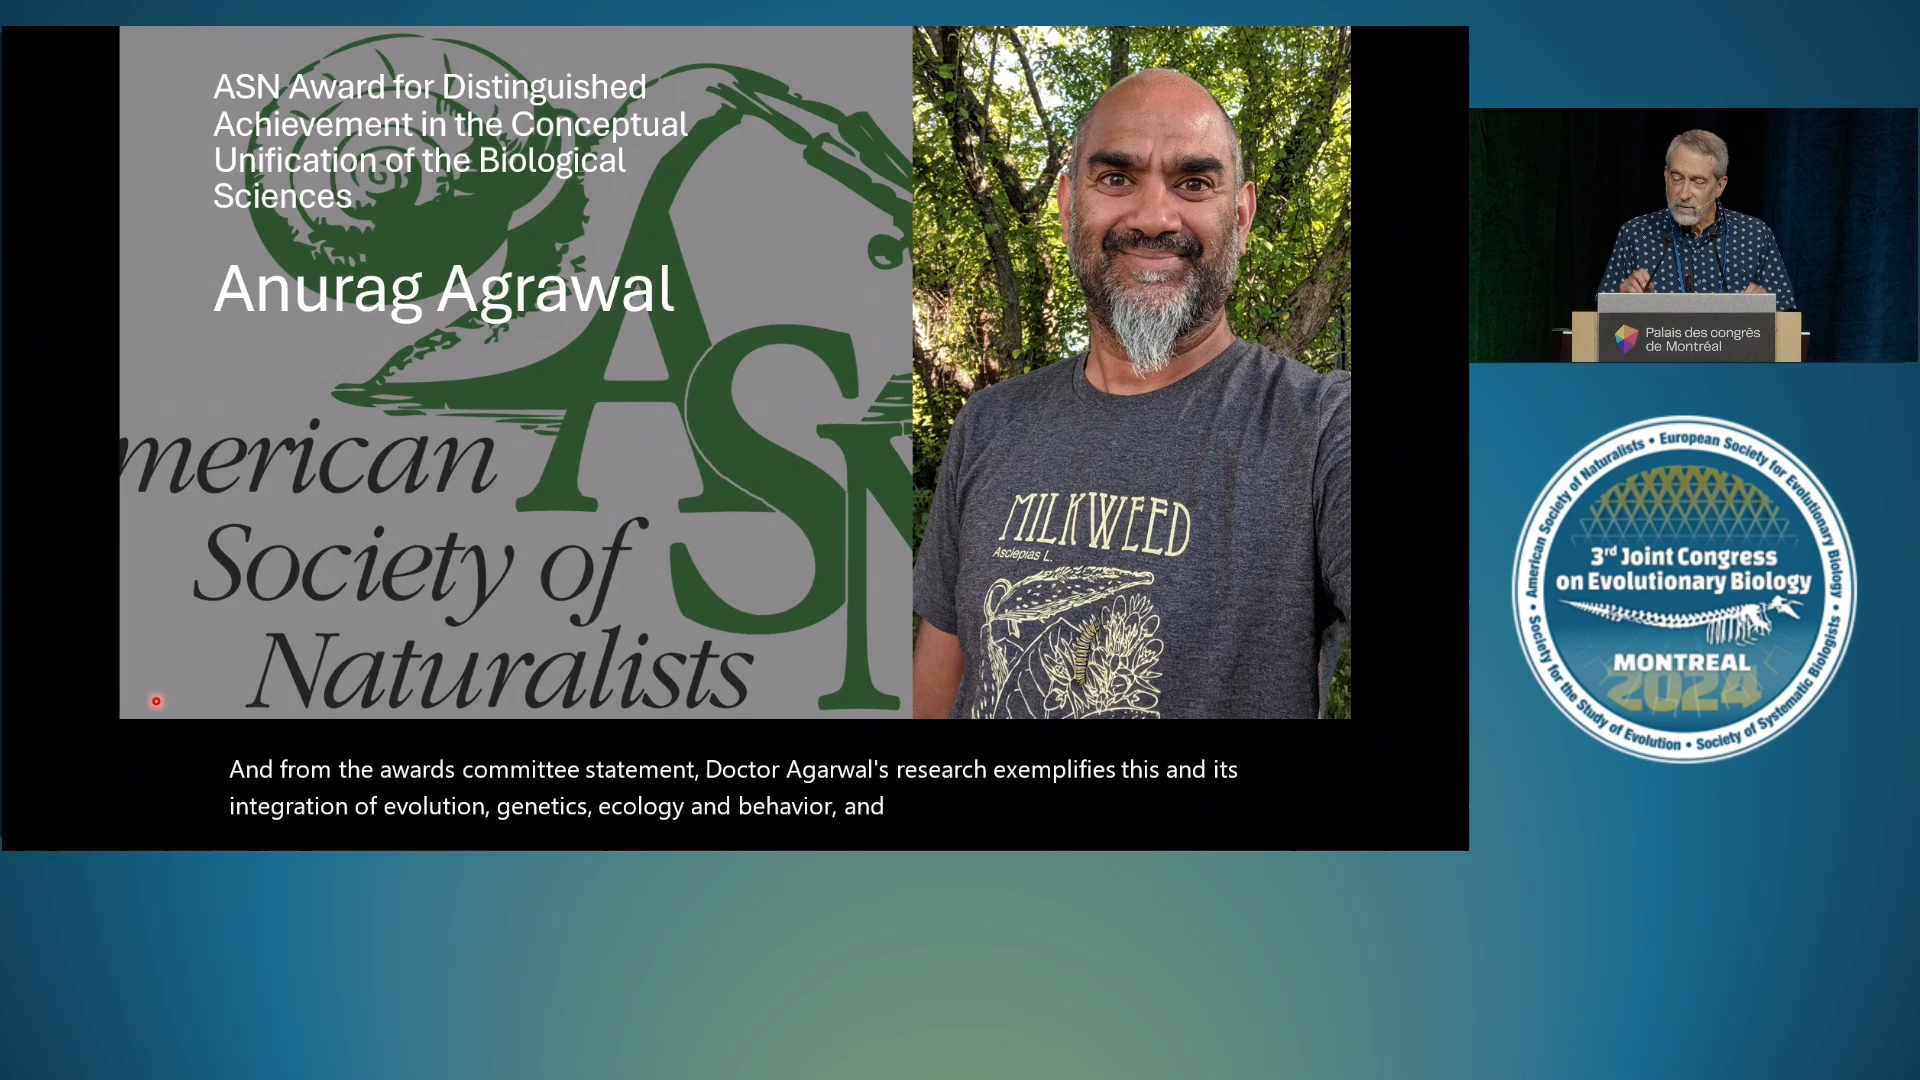 ASN Award for Distinguished
Achievement in the Conceptual
Unification of the Biological
Sciences
Anurag Agrawal
ASN
merican
Society of
Naturalists
MILKWEED
Asclepias L.
And from the awards committee statement, Doctor Agarwal's research exemplifies this and its
integration of evolution, genetics, ecology and behavior, and
Palais des congrès
de Montréal
American Society of Naturalists • European Society for Evolutionary Biology • Society of Systematic Biologists • Society for the Study of Evolution •
3rd Joint Congress
on Evolutionary Biology
MONTREAL
2024